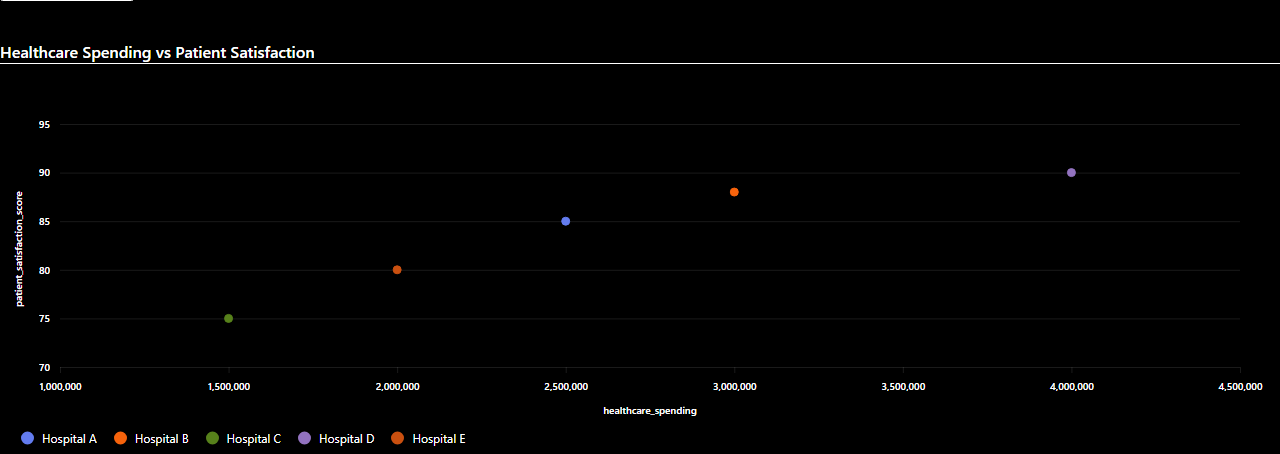 Healthcare Spending vs Patient Satisfaction
95
90
85
80
75
70
patient_satisfaction_score
1,000,000 1,500,000 2,000,000 2,500,000 3,000,000 3,500,000 4,000,000 4,500,000
healthcare_spending
Hospital A Hospital B Hospital C Hospital D Hospital E